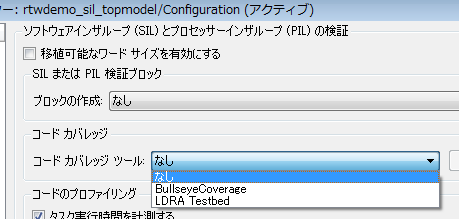 ー: rtwdemo_sil_topmodel/Configuration (アクティブ)
ソフトウェアインザループ (SIL) とプロセッサーインザループ (PIL) の検証
移植可能なワード サイズを有効にする
SIL または PIL 検証ブロック
ブロックの作成: なし
コード カバレッジ
コード カバレッジ ツール: なし
なし
BullseyeCoverage
LDRA Testbed
コードのプロファイリング
タスク実行時間を計測する